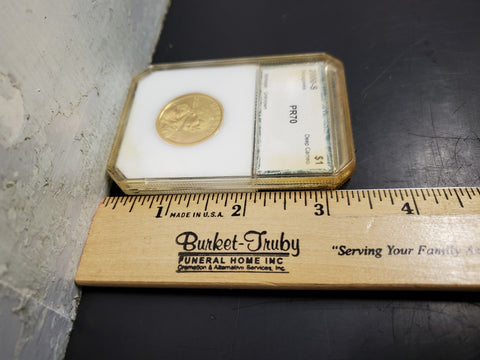 2000-S
PR70
Deep Cameo
$1
1 2 3 4
MADE IN U.S.A.
Burket-Truby
FUNERAL HOME INC
Cremation & Alternative Services, Inc.
"Serving Your Family